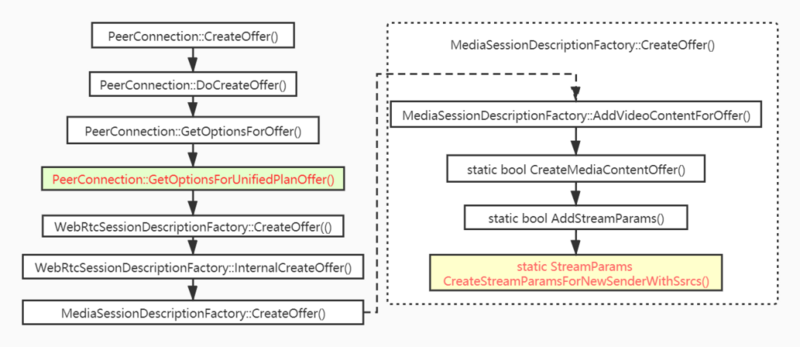 PeerConnection::CreateOffer()
PeerConnection::DoCreateOffer()
PeerConnection::GetOptionsForOffer()
PeerConnection::GetOptionsForUnifiedPlanOffer()
WebRtcSessionDescriptionFactory::CreateOffer(()
WebRtcSessionDescriptionFactory::InternalCreateOffer()
MediaSessionDescriptionFactory::CreateOffer()
MediaSessionDescriptionFactory::CreateOffer()
MediaSessionDescriptionFactory::AddVideoContentForOffer()
static bool CreateMediaContentOffer()
static bool AddStreamParams()
static StreamParams
CreateStreamParamsForNewSenderWithSsrcs()